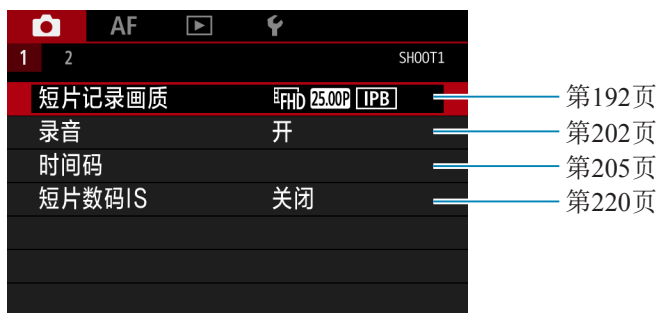 AF
1 2 SHOOT1
短片记录画质 FHD 25.00P IPB 第192页
录音 开 第202页
时间码 第205页
短片数码IS 关闭 第220页